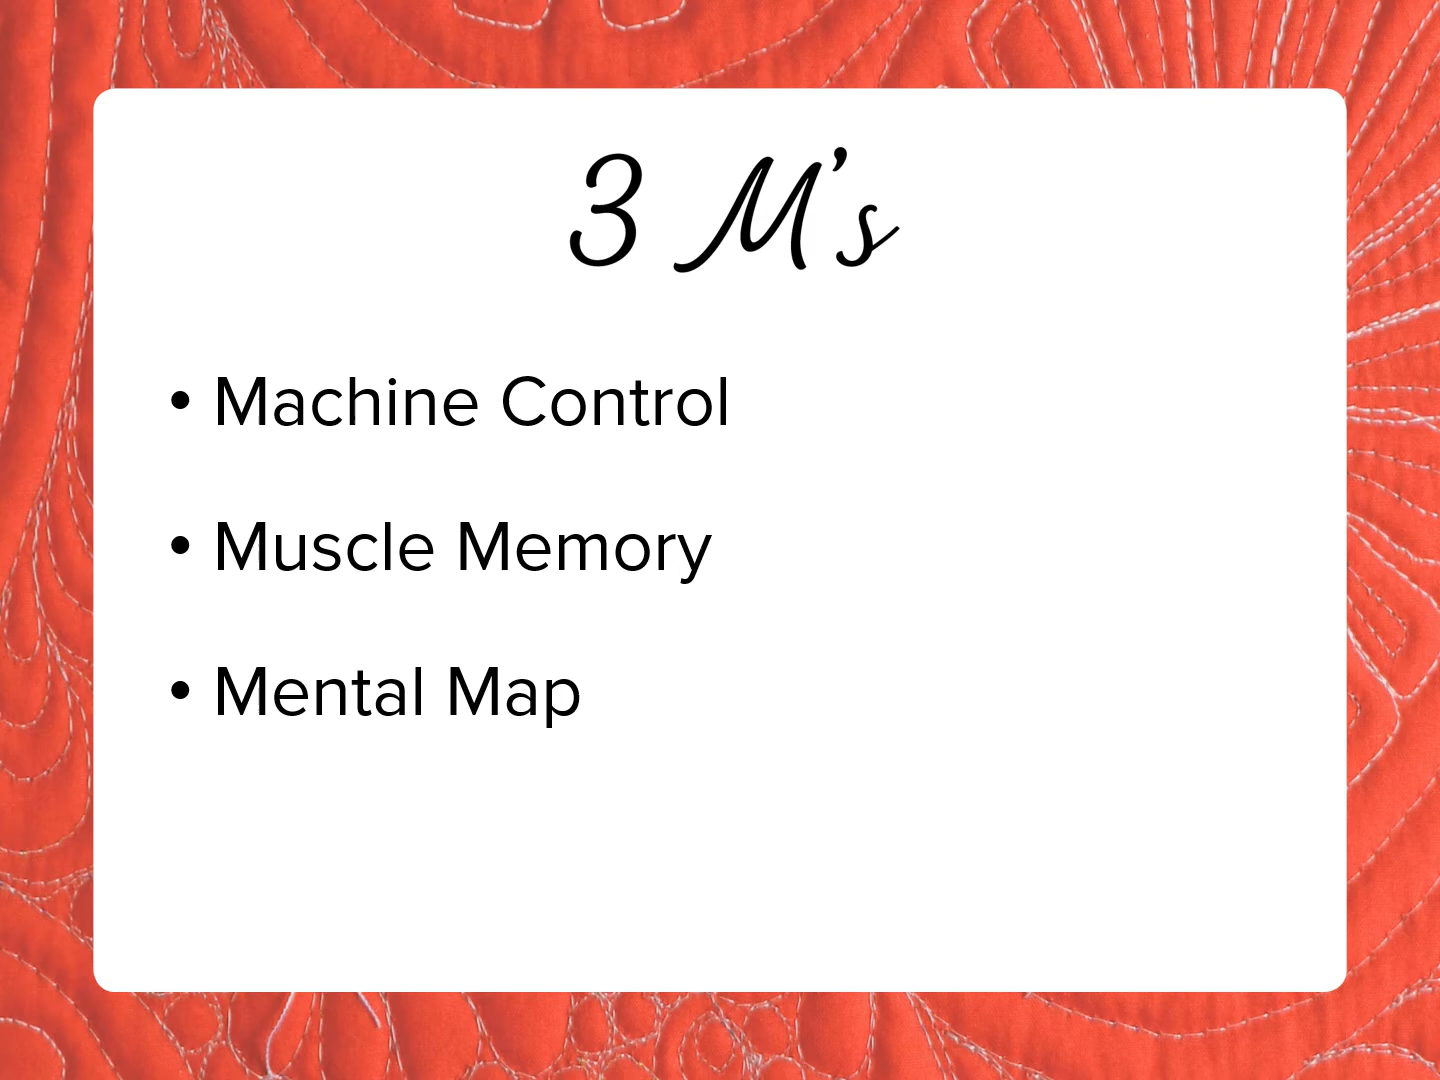 3 M's
• Machine Control
• Muscle Memory
• Mental Map